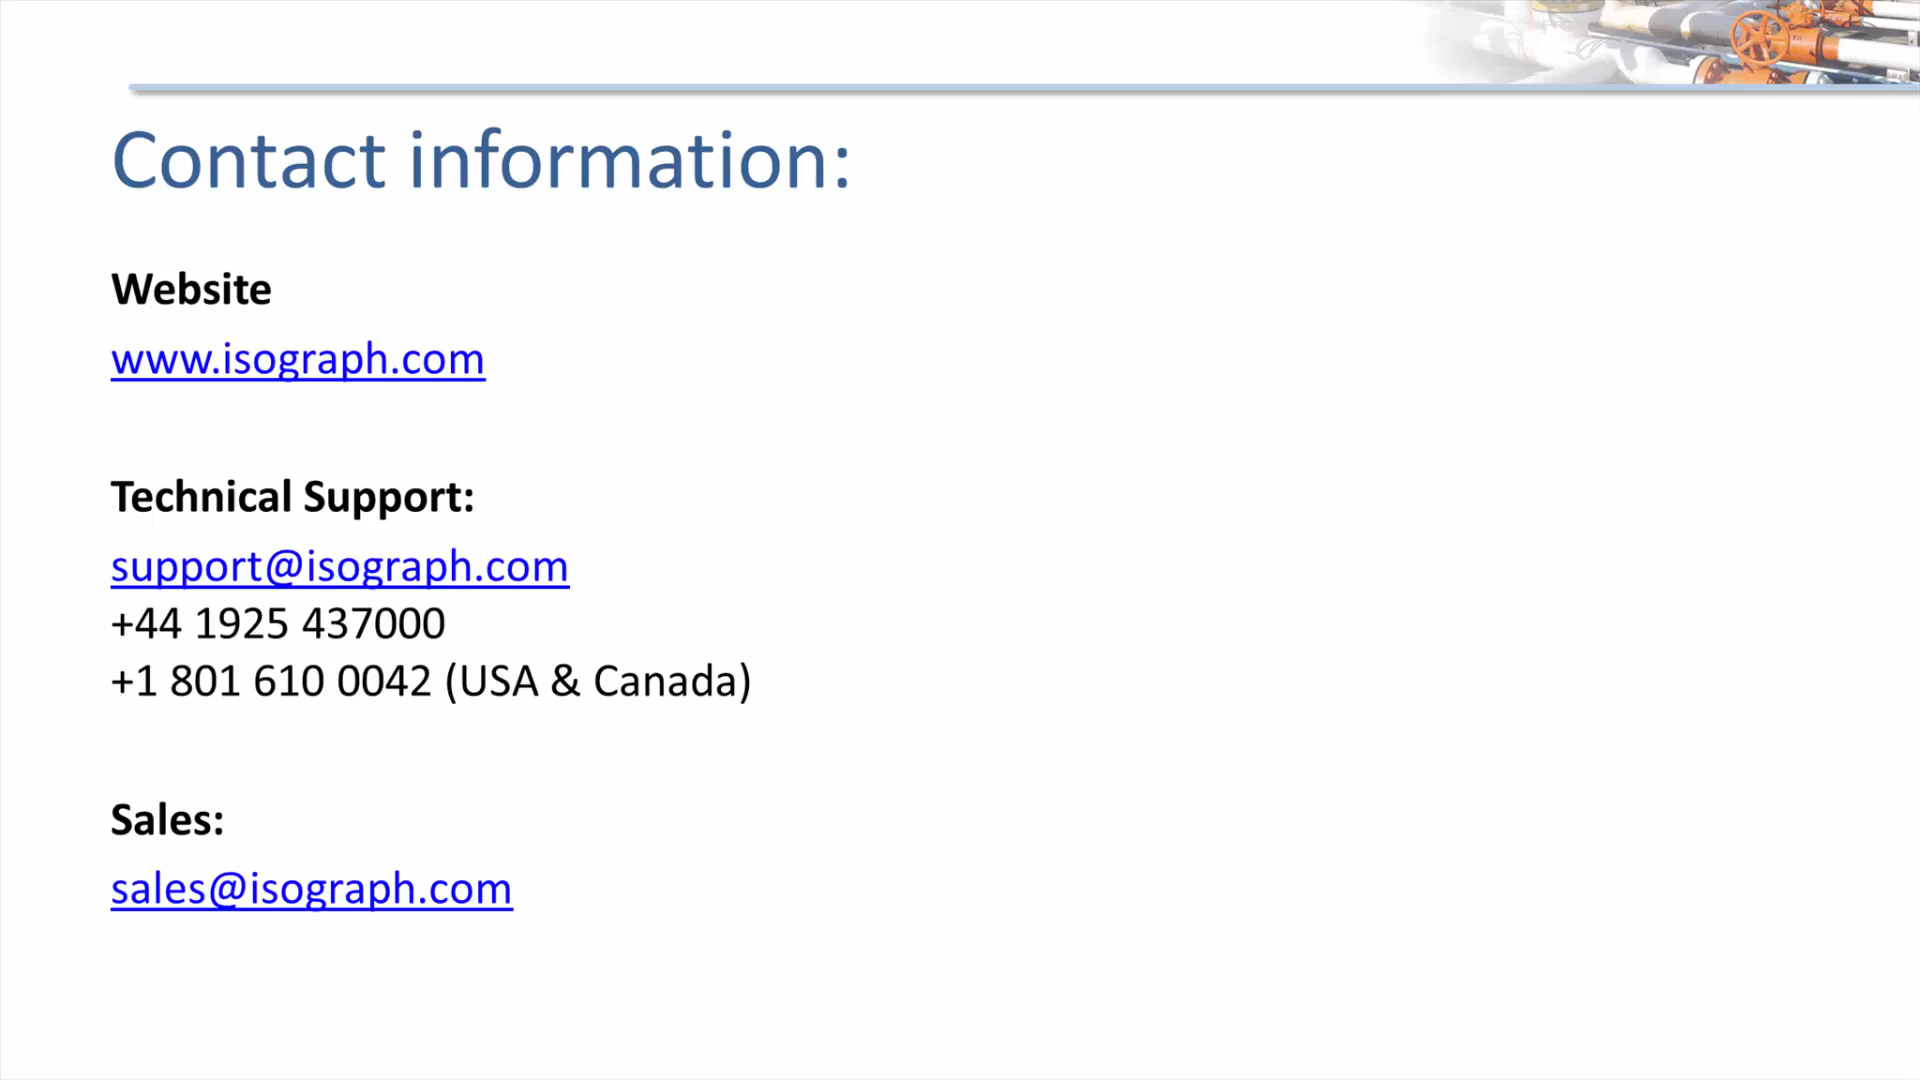 Contact information:
Website
www.isograph.com
Technical Support:
support@isograph.com
+44 1925 437000
+1 801 610 0042 (USA & Canada)
Sales:
sales@isograph.com